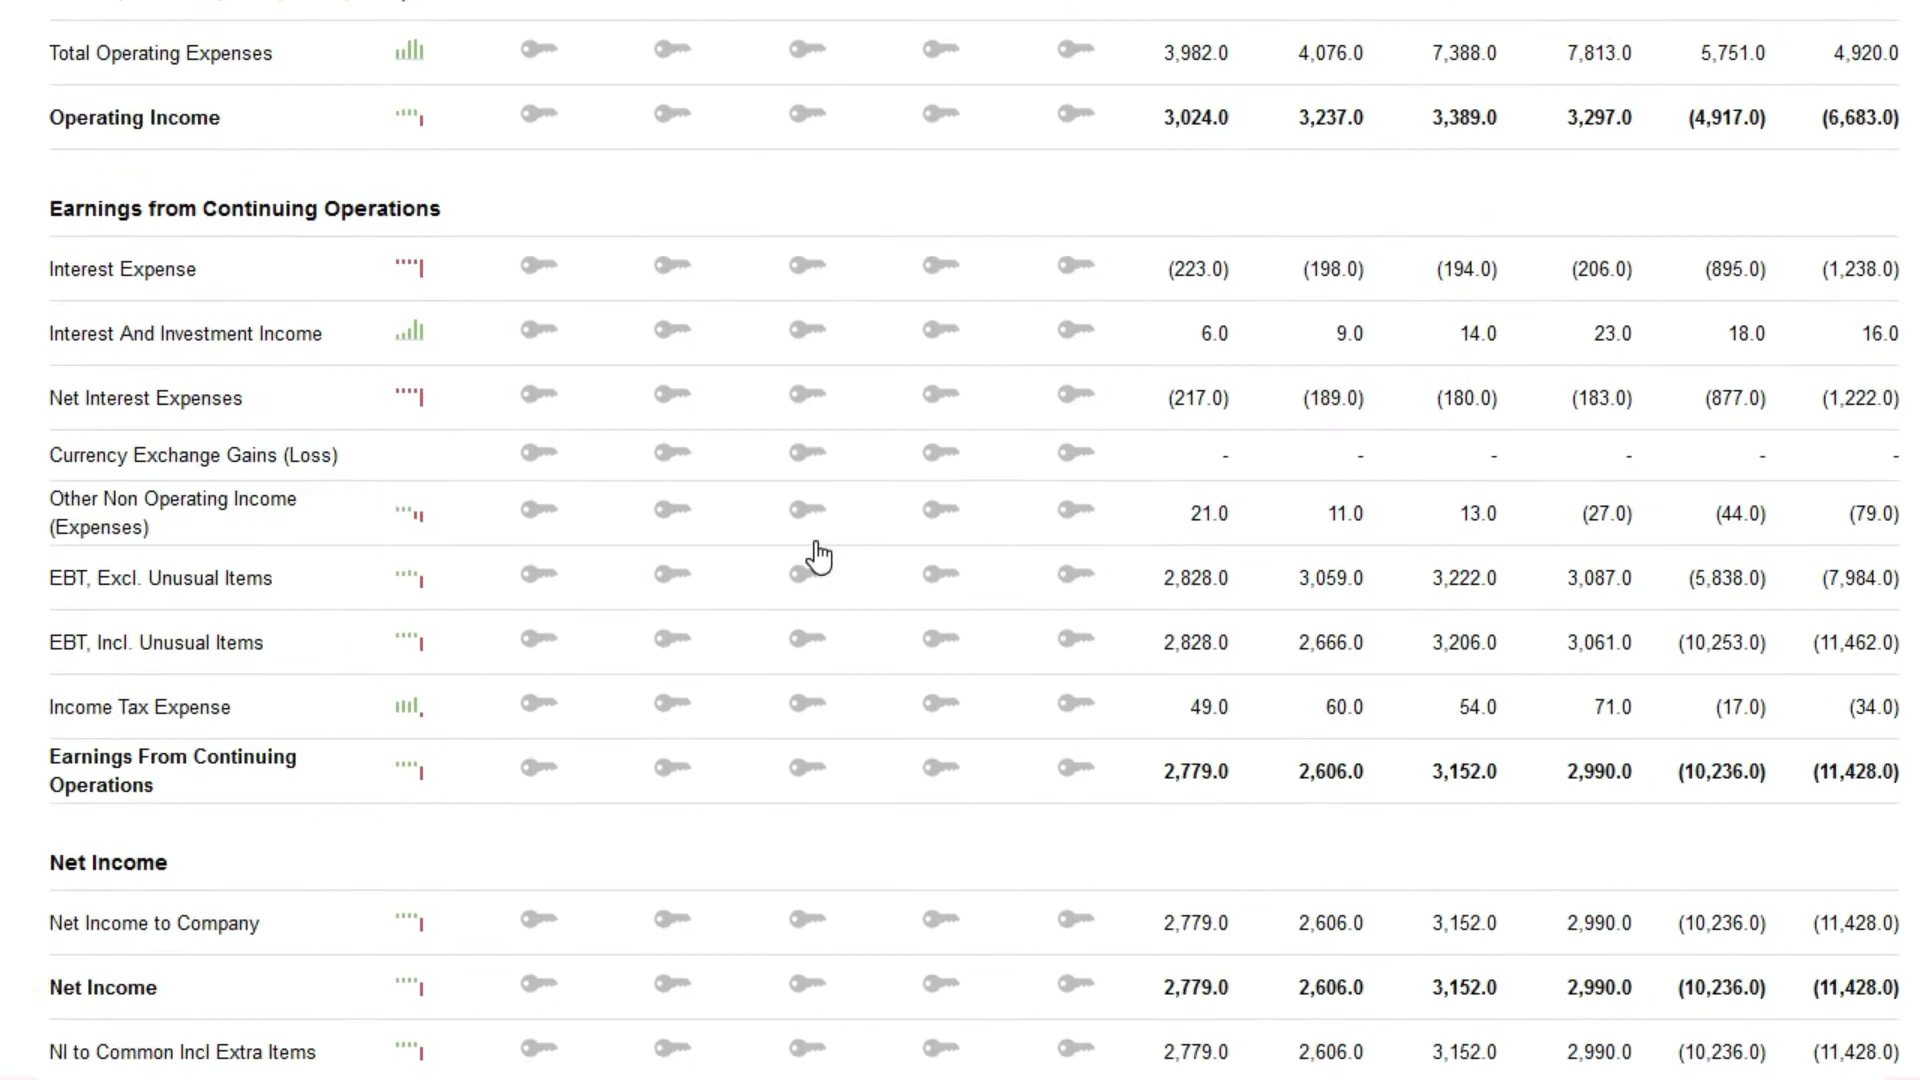 Total Operating Expenses 3,982.0 4,076.0 7,388.0 7,813.0 5,751.0 4,920.0
Operating Income 3,024.0 3,237.0 3,389.0 3,297.0 (4,917.0) (6,683.0)
Earnings from Continuing Operations
Interest Expense (223.0) (198.0) (194.0) (206.0) (895.0) (1,238.0)
Interest And Investment Income 6.0 9.0 14.0 23.0 18.0 16.0
Net Interest Expenses (217.0) (189.0) (180.0) (183.0) (877.0) (1,222.0)
Currency Exchange Gains (Loss) - - - - - -
Other Non Operating Income
(Expenses) 21.0 11.0 13.0 (27.0) (44.0) (79.0)
EBT, Excl. Unusual Items 2,828.0 3,059.0 3,222.0 3,087.0 (5,838.0) (7,984.0)
EBT, Incl. Unusual Items 2,828.0 2,666.0 3,206.0 3,061.0 (10,253.0) (11,462.0)
Income Tax Expense 49.0 60.0 54.0 71.0 (17.0) (34.0)
Earnings From Continuing
Operations 2,779.0 2,606.0 3,152.0 2,990.0 (10,236.0) (11,428.0)
Net Income
Net Income to Company 2,779.0 2,606.0 3,152.0 2,990.0 (10,236.0) (11,428.0)
Net Income 2,779.0 2,606.0 3,152.0 2,990.0 (10,236.0) (11,428.0)
NI to Common Incl Extra Items 2,779.0 2,606.0 3,152.0 2,990.0 (10,236.0) (11,428.0)